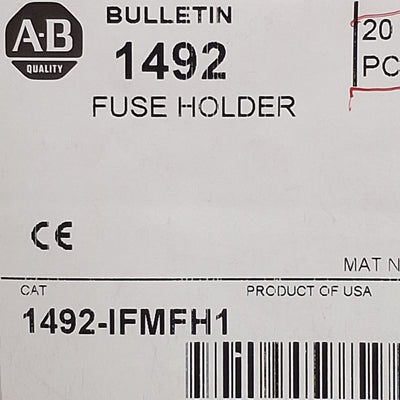 A·B
QUALITY
BULLETIN
1492
FUSE HOLDER
20
PC
CE
MAT N
CAT
PRODUCT OF USA
1492-IFMFH1